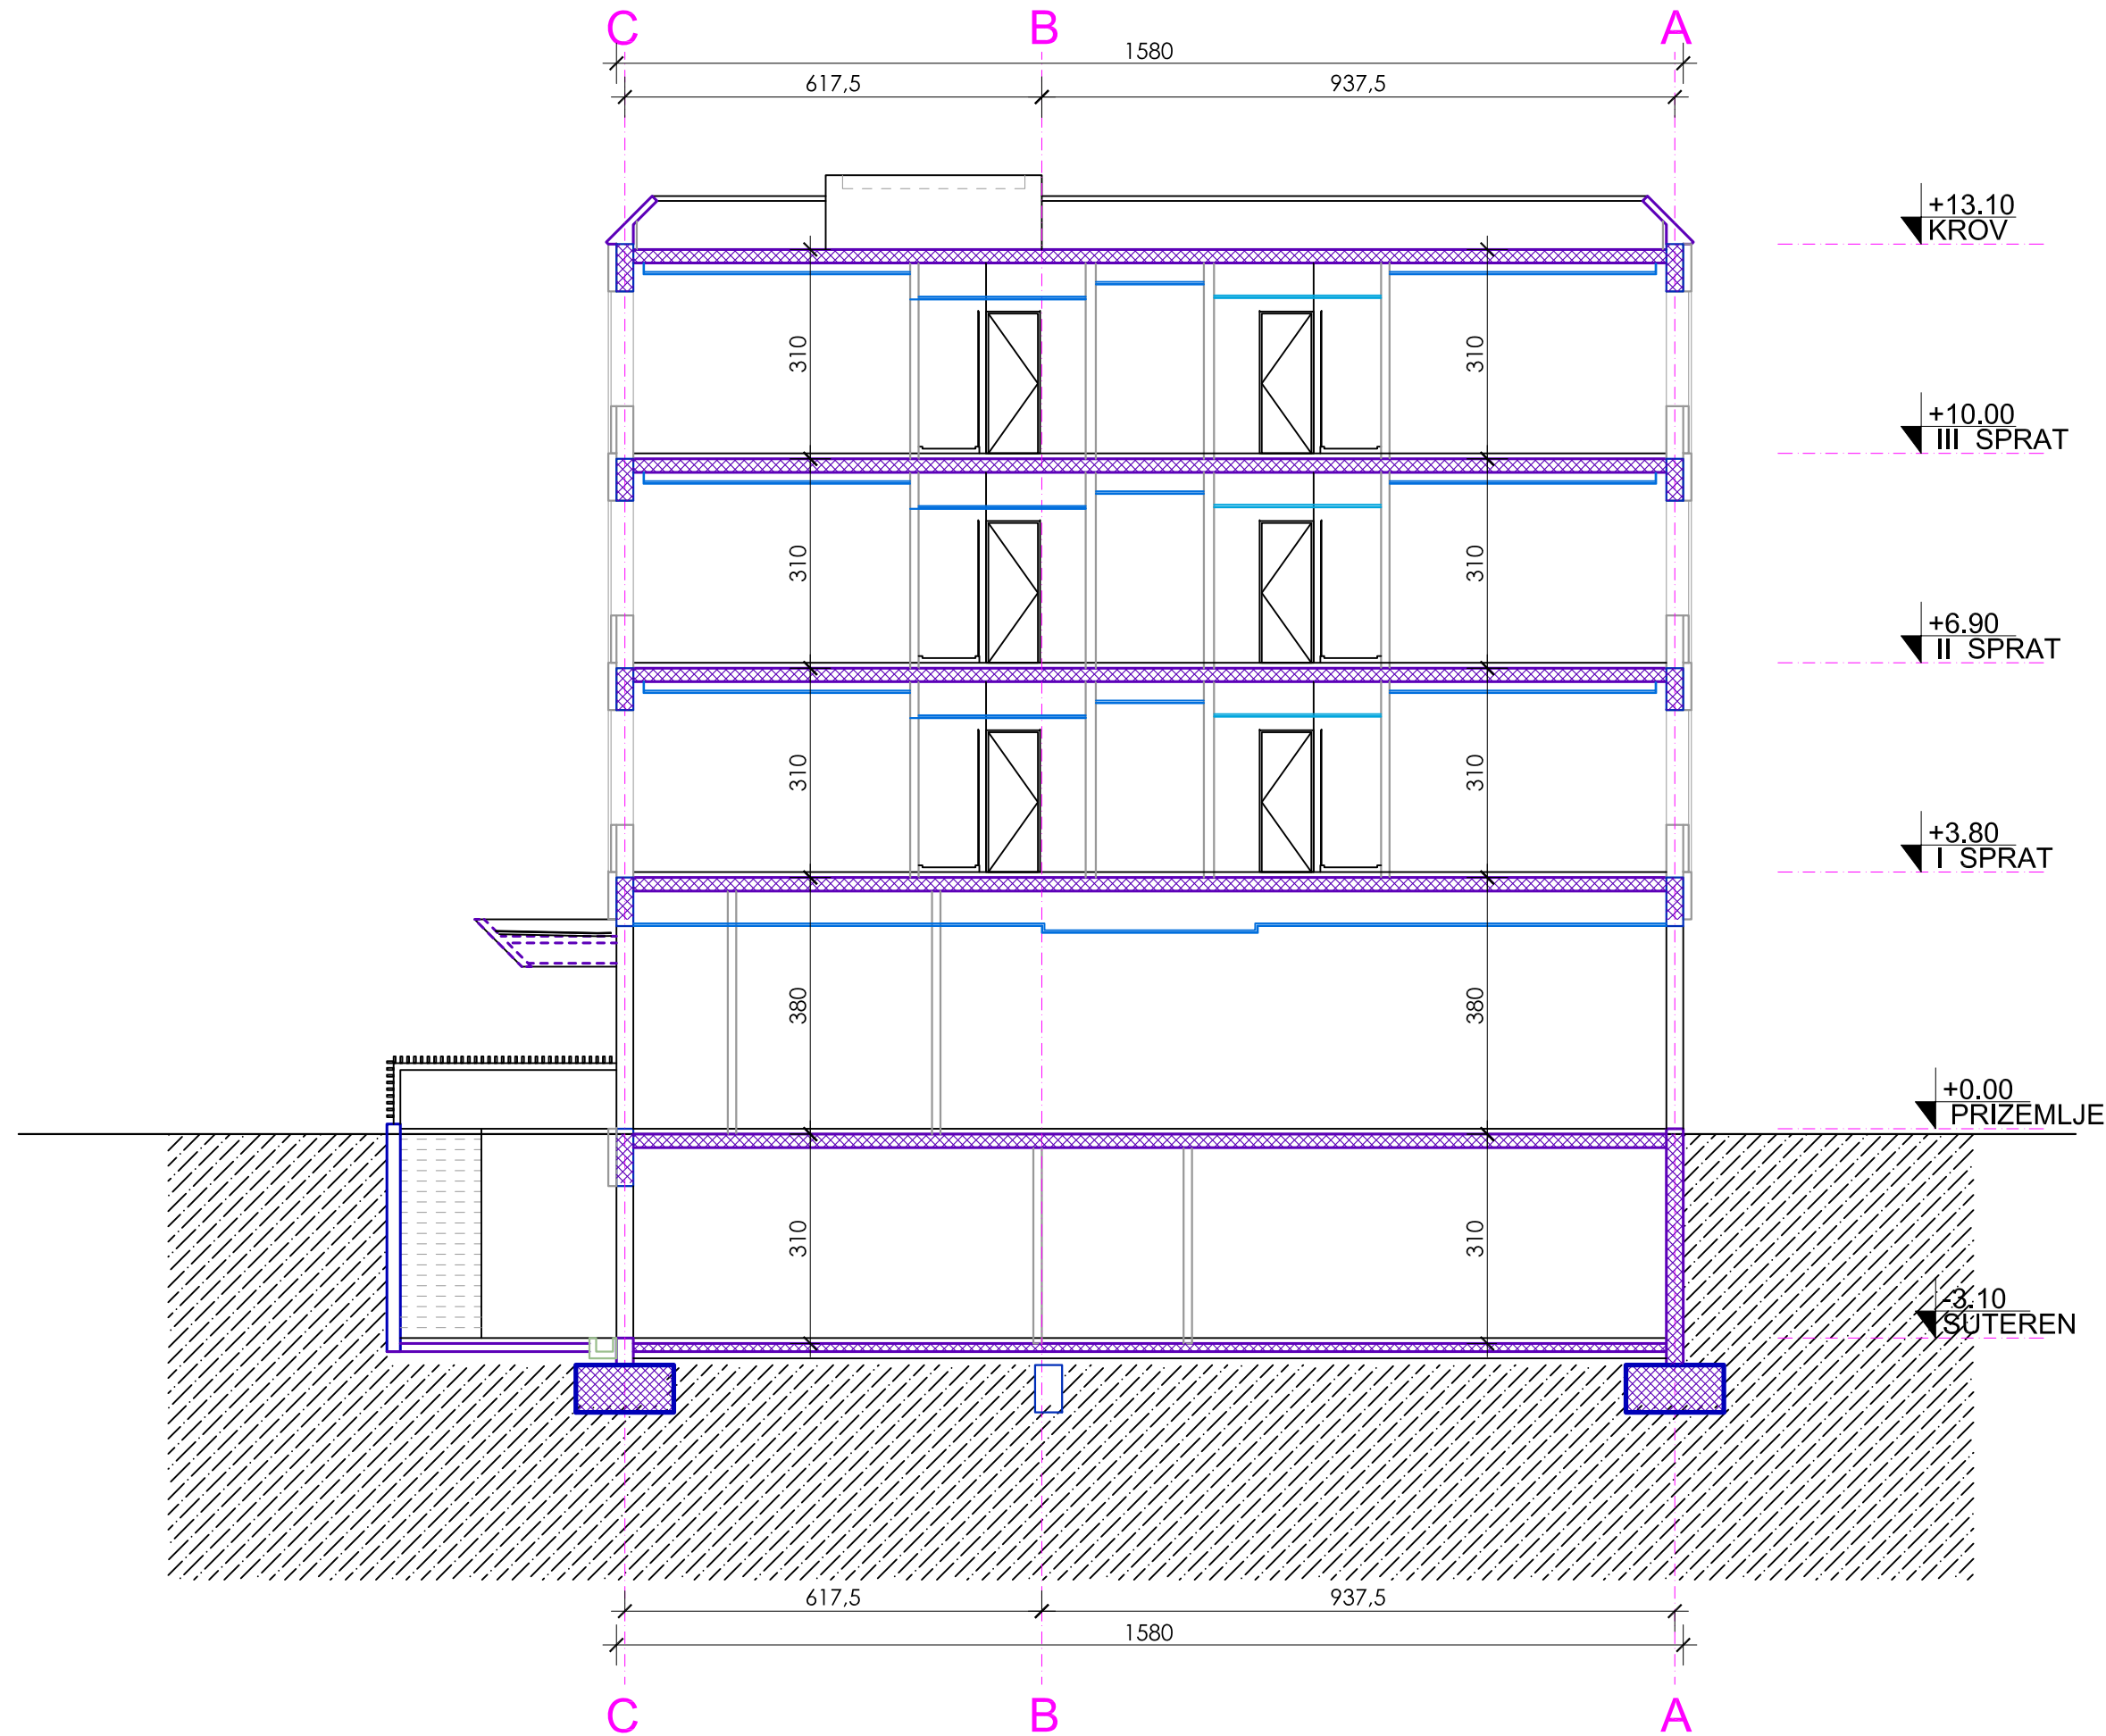 C B A
1580
617,5 937,5
+13.10
KROV
310 310
+10.00
III SPRAT
310 310
+6.90
II SPRAT
310 310
+3.80
I SPRAT
380 380
+0.00
PRIZEMLJE
310 310
-3.10
SUTEREN
617,5 937,5
1580
C B A